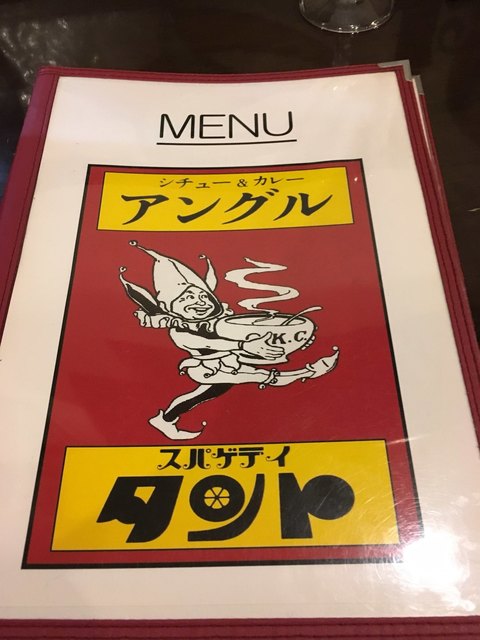 MENU
シチュー&カレー
アングル
K.C.
スパゲティ
タント